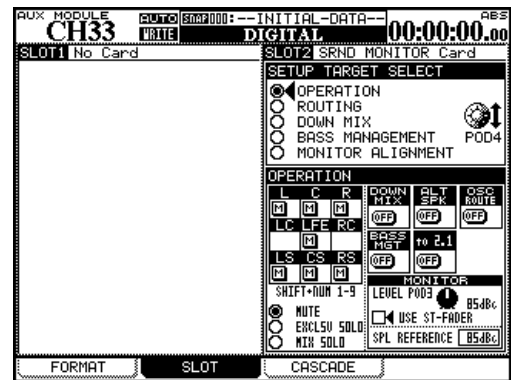 AUX MODULE
CH33
AUTO
WRITE
SNAP 000:--INITIAL-DATA--
DIGITAL
ABS
00:00:00.00
SLOT1 No Card
SLOT2 SRND MONITOR Card
SETUP TARGET SELECT
OPERATION
ROUTING
DOWN MIX
BASS MANAGEMENT
MONITOR ALIGNMENT
POD4
OPERATION
L C R
M M M
LC LFE RC
M
LS CS RS
M M M
SHIFT+NUM 1-9
MUTE
EXCLSV SOLO
MIX SOLO
DOWN MIX
ALT SPK
OSC ROUTE
OFF OFF OFF
BASS MGT
to 2.1
OFF OFF
MONITOR
LEVEL POD3
85dBc
USE ST-FADER
SPL REFERENCE 85dBc
FORMAT
SLOT
CASCADE